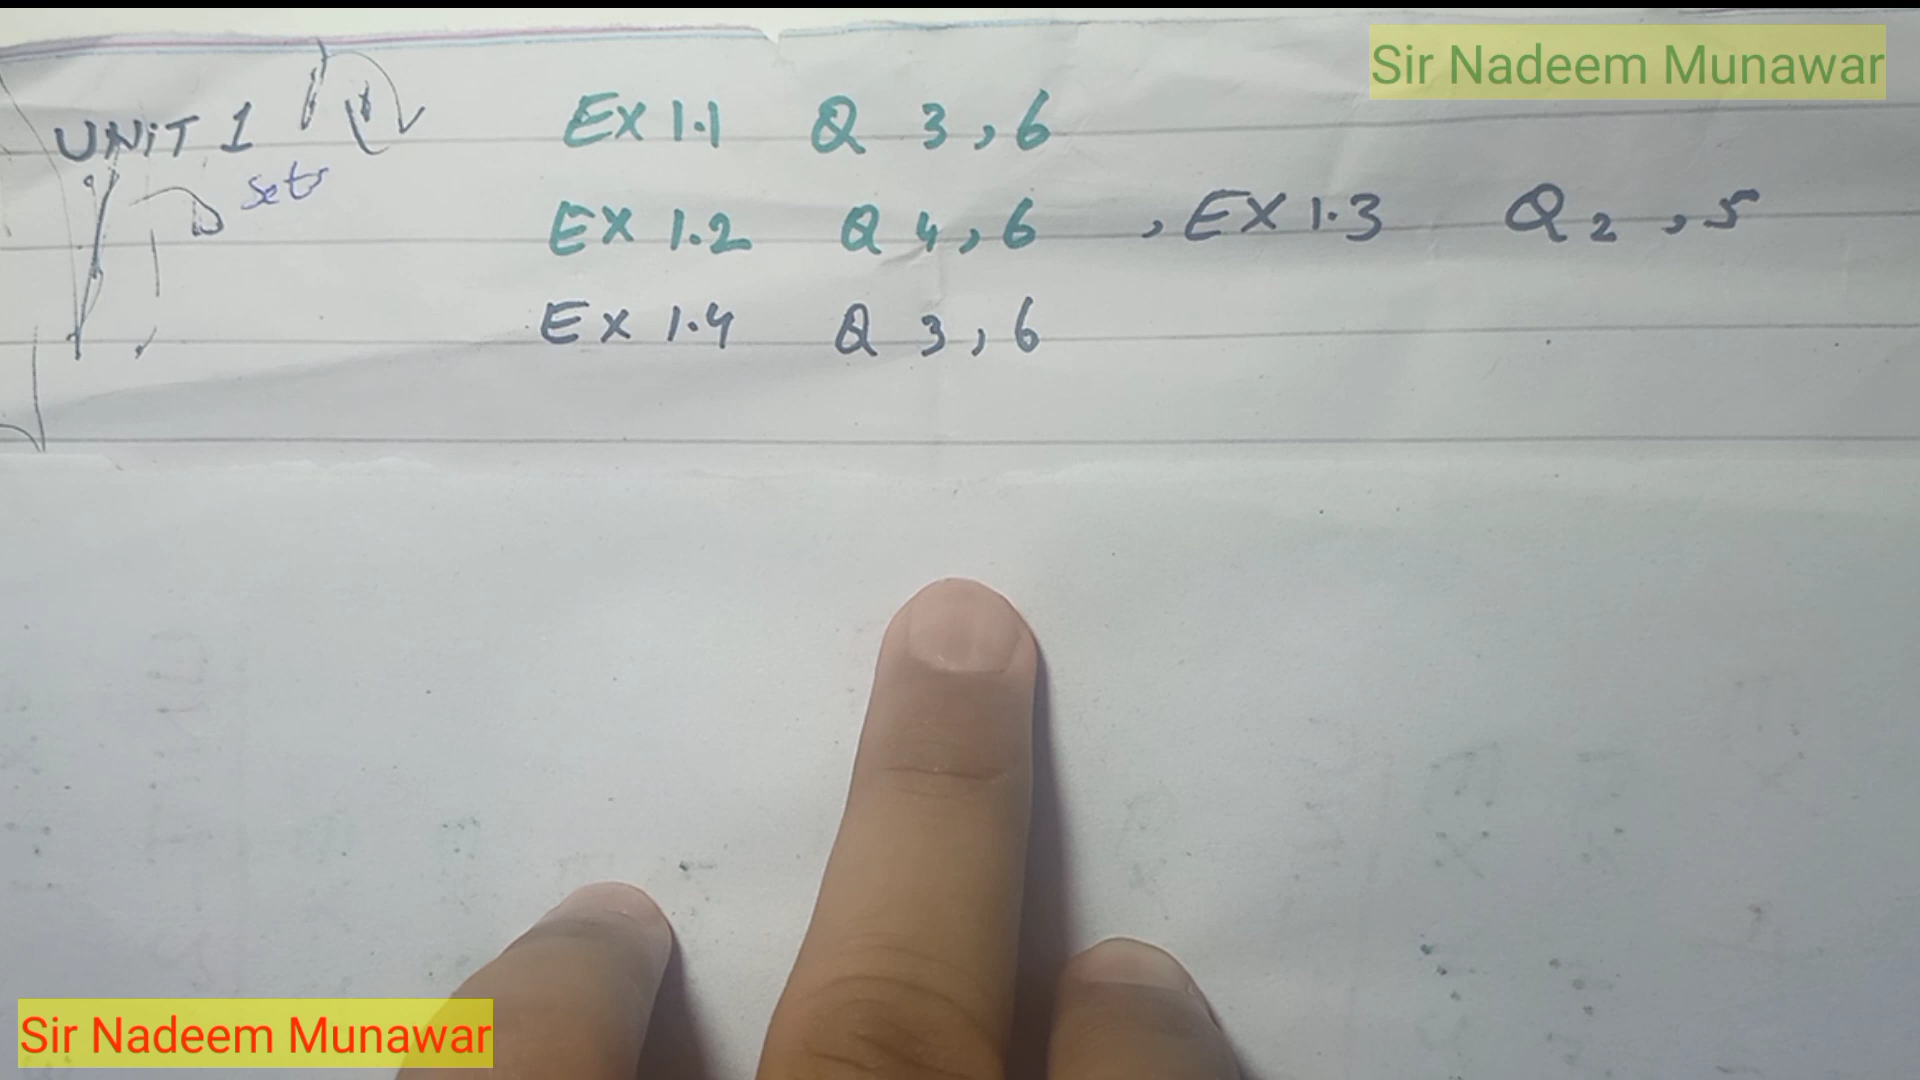 Sir Nadeem Munawar
UNiT 1 Ex 1.1 Q 3, 6
Sets
Ex 1.2 Q 4, 6 , Ex 1.3 Q 2, 5
Ex 1.4 Q 3, 6
Sir Nadeem Munawar